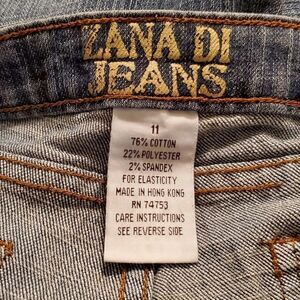 ZANA DI
JEANS
11
76% COTTON
22% POLYESTER
2% SPANDEX
FOR ELASTICITY
MADE IN HONG KONG
RN 74753
CARE INSTRUCTIONS
SEE REVERSE SIDE